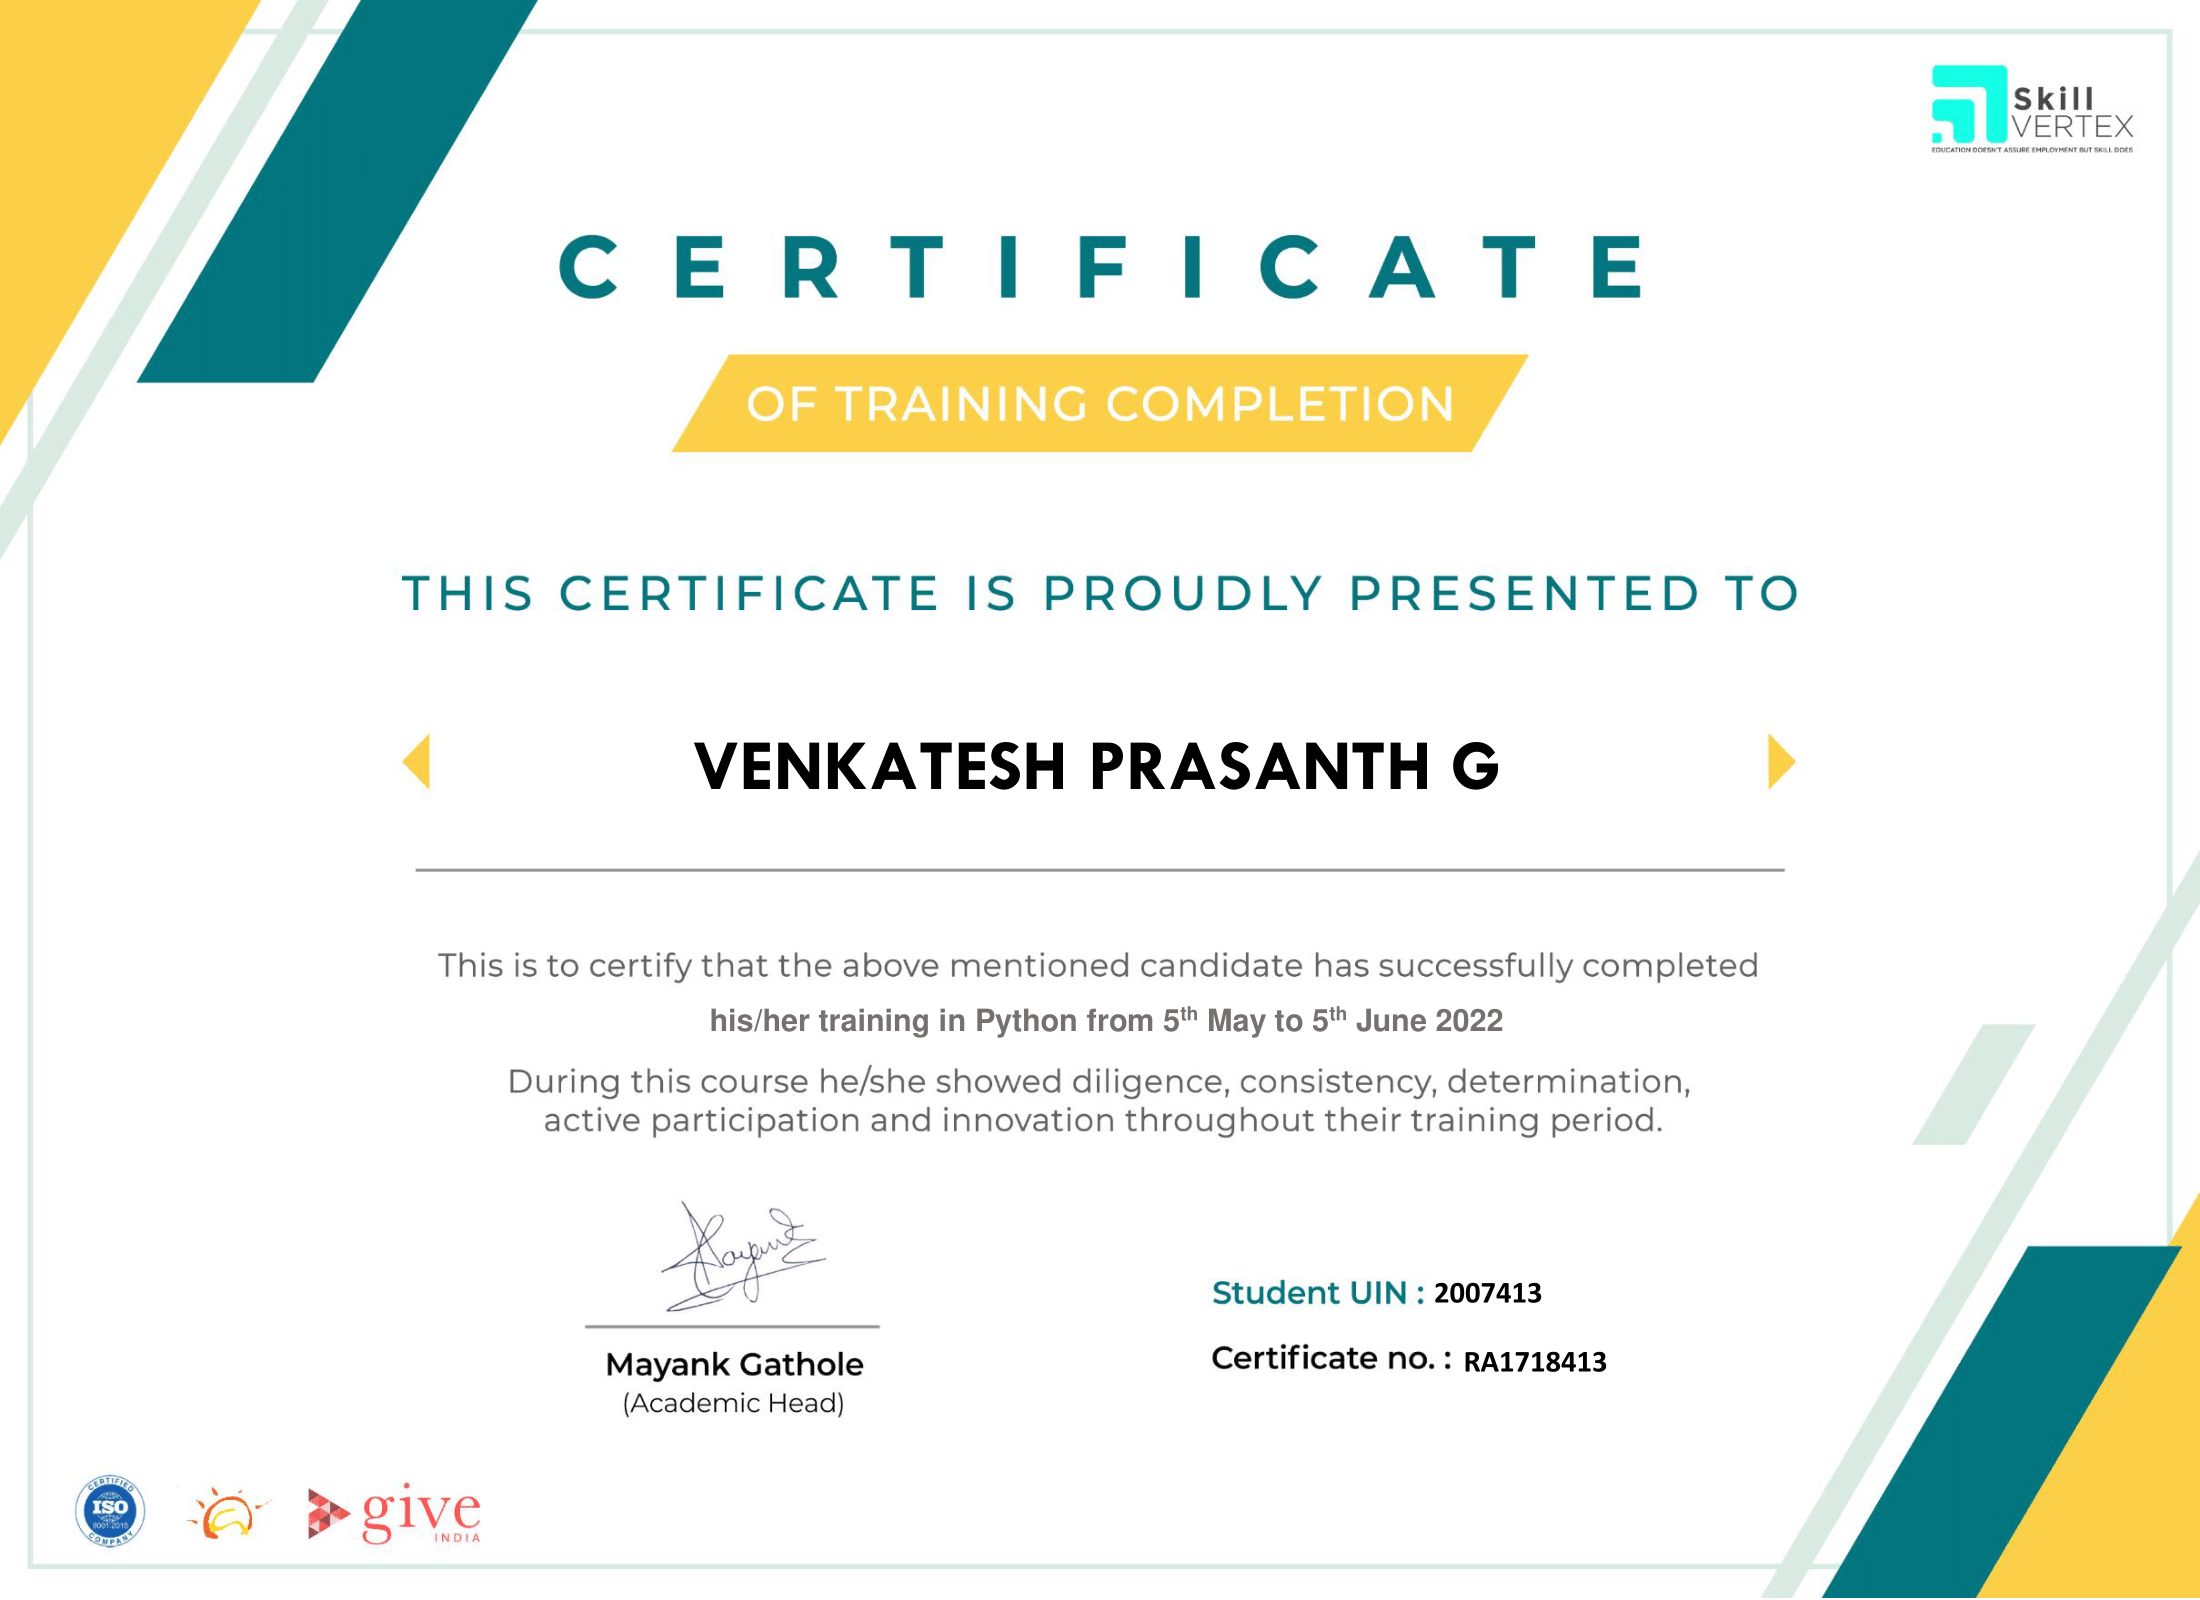 Skill
VERTEX
EDUCATION DOESN'T ASSURE EMPLOYMENT BUT SKILL DOES
CERTIFICATE
OF TRAINING COMPLETION
THIS CERTIFICATE IS PROUDLY PRESENTED TO
VENKATESH PRASANTH G
This is to certify that the above mentioned candidate has successfully completed
his/her training in Python from 5th May to 5th June 2022
During this course he/she showed diligence, consistency, determination,
active participation and innovation throughout their training period.
Mayank
Mayank Gathole
(Academic Head)
Student UIN : 2007413
Certificate no. : RA1718413
CERTIFIED
ISO
9001:2015
COMPANY
give
INDIA